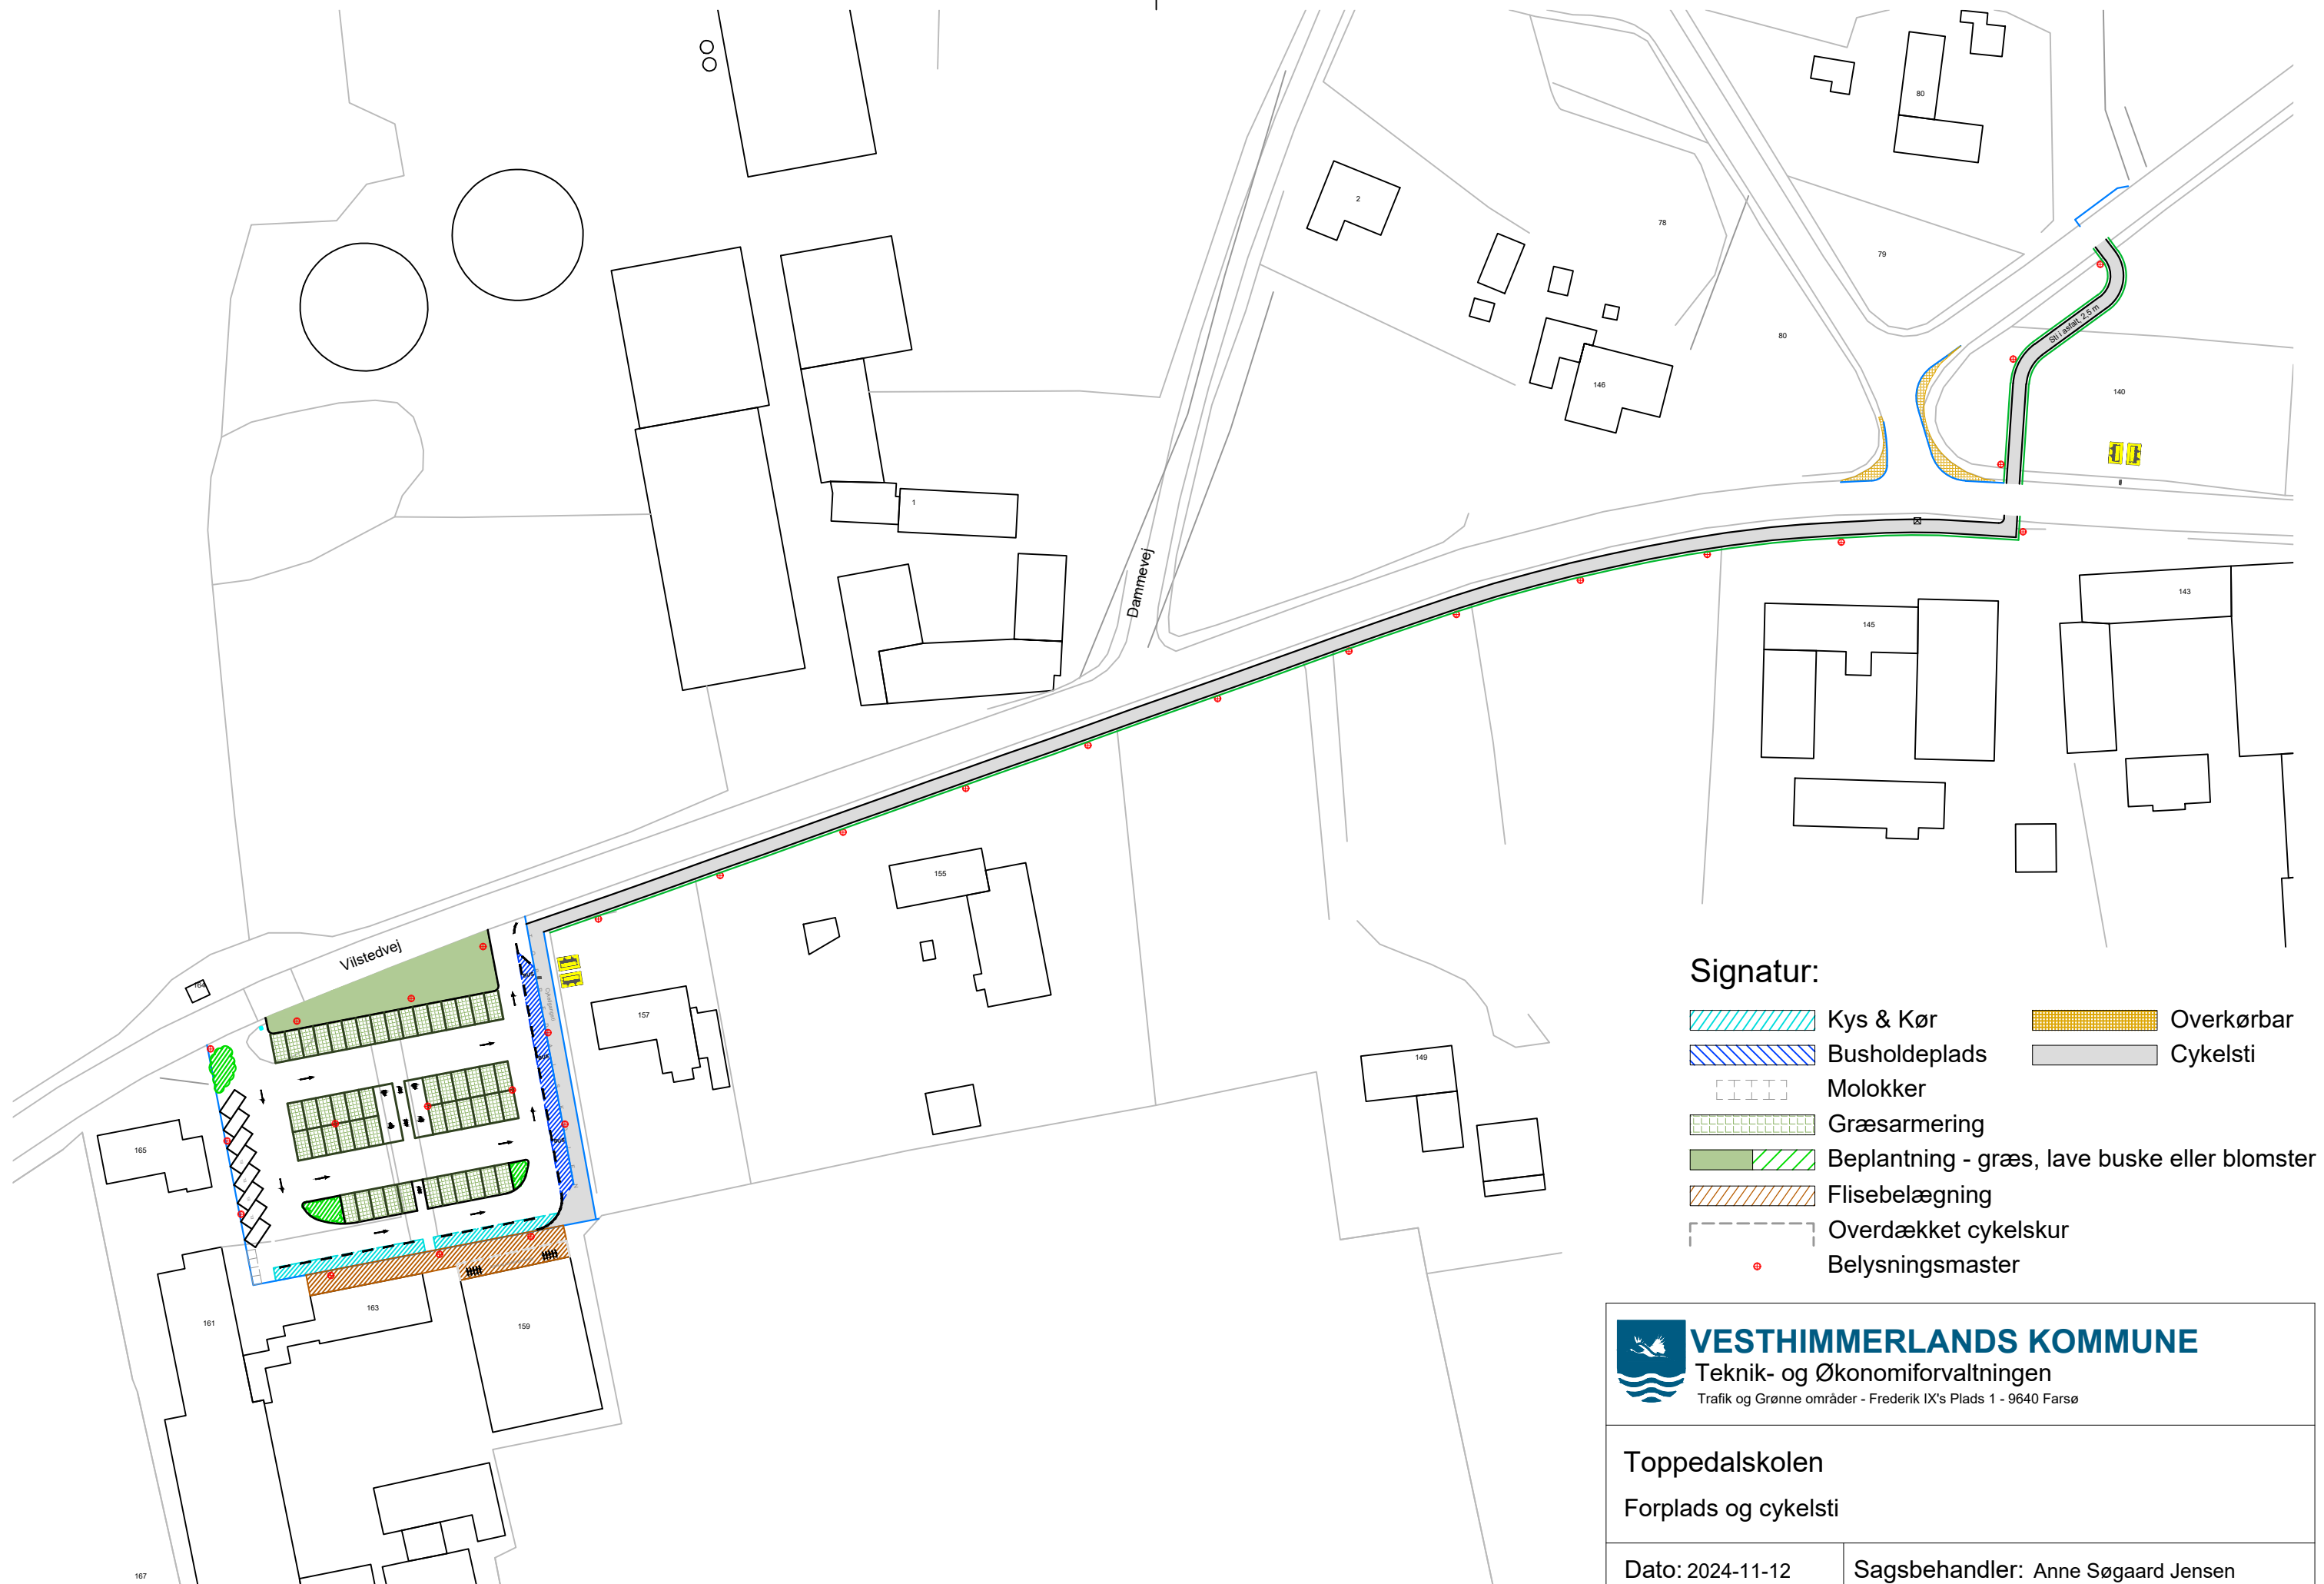 80
2
78
79
80
Sti i asfalt, 2,5 m
146
140
1
Dammevej
143
145
155
Vilstedvej
164
157
149
165
163
161
159
167
Signatur:
Kys & Kør
Overkørbar
Busholdeplads
Cykelsti
Molokker
Græsarmering
Beplantning - græs, lave buske eller blomster
Flisebelægning
Overdækket cykelskur
Belysningsmaster
VESTHIMMERLANDS KOMMUNE
Teknik- og Økonomiforvaltningen
Trafik og Grønne områder - Frederik IX's Plads 1 - 9640 Farsø
Toppedalskolen
Forplads og cykelsti
Dato: 2024-11-12
Sagsbehandler: Anne Søgaard Jensen